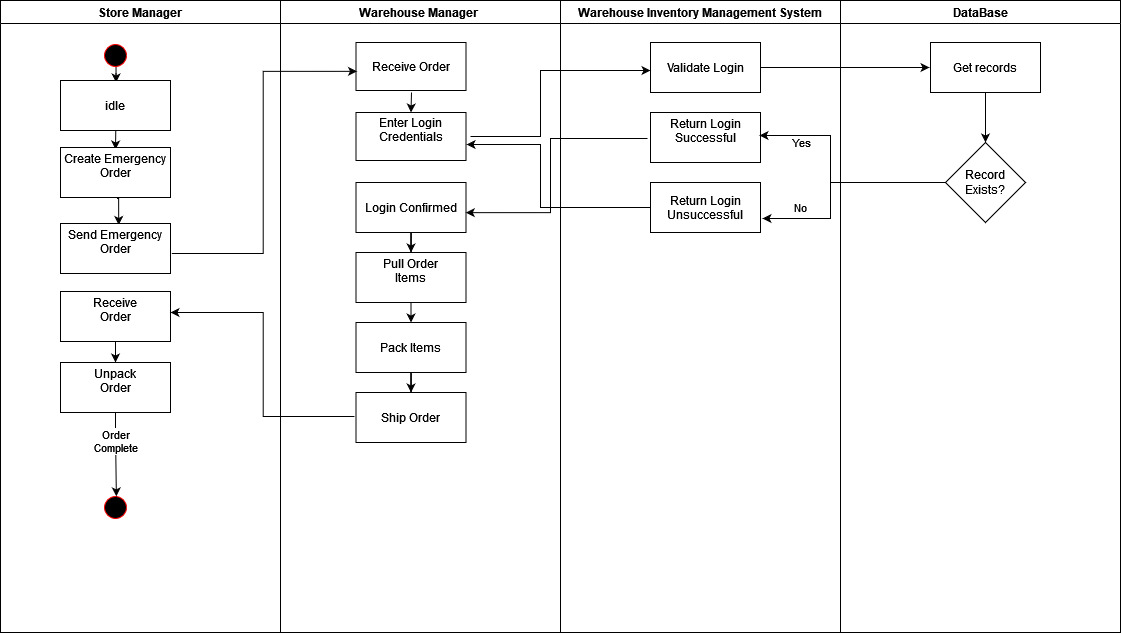 Store Manager
Warehouse Manager
Warehouse Inventory Management System
DataBase
idle
Create Emergency
Order
Send Emergency
Order
Receive
Order
Unpack
Order
Order
Complete
Receive Order
Enter Login
Credentials
Login Confirmed
Pull Order
Items
Pack Items
Ship Order
Validate Login
Return Login
Successful
Return Login
Unsuccessful
Yes
No
Get records
Record
Exists?